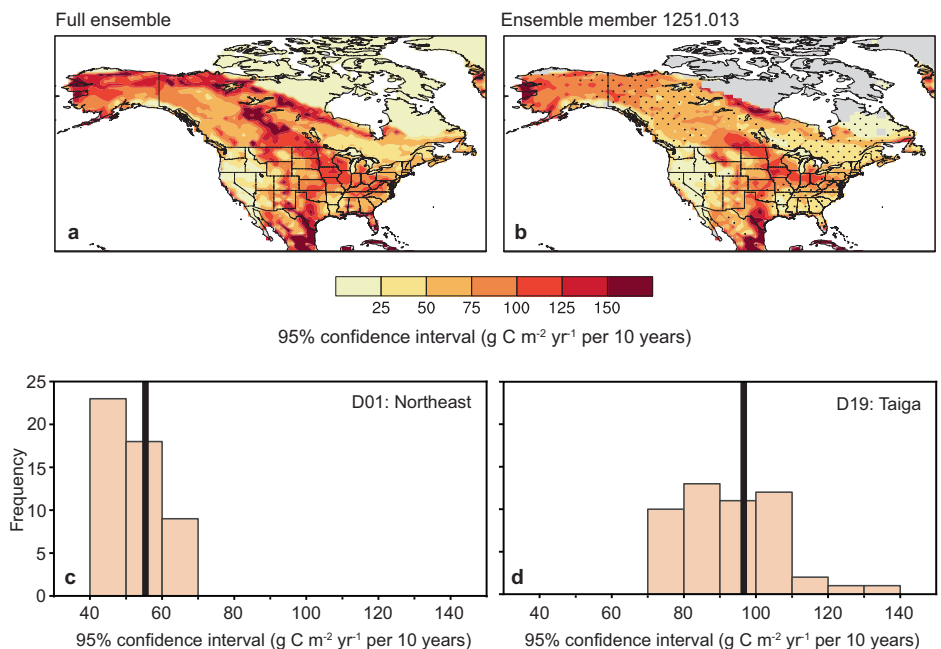 Full ensemble
Ensemble member 1251.013
a
b
25 50 75 100 125 150
95% confidence interval (g C m⁻² yr⁻¹ per 10 years)
25
20
15
10
5
0
Frequency
D01: Northeast
c
40 60 80 100 120 140
95% confidence interval (g C m⁻² yr⁻¹ per 10 years)
D19: Taiga
d
40 60 80 100 120 140
95% confidence interval (g C m⁻² yr⁻¹ per 10 years)